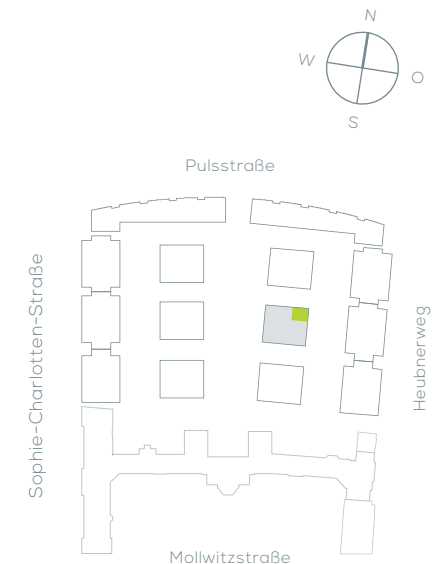 N
W
O
S
Pulsstraße
Sophie-Charlotten-Straße
Heubnerweg
Mollwitzstraße